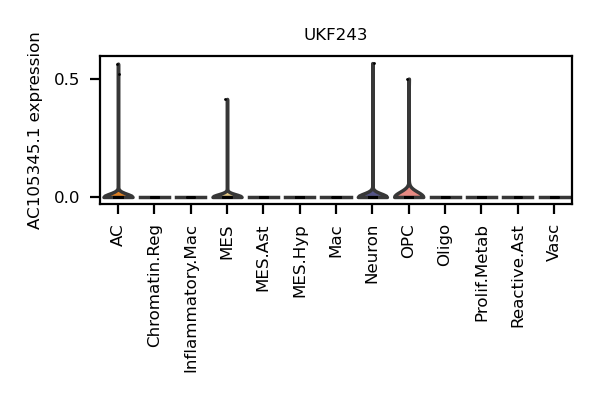 UKF243
AC105345.1 expression
0.5
0.0
AC
Chromatin.Reg
Inflammatory.Mac
MES
MES.Ast
MES.Hyp
Mac
Neuron
OPC
Oligo
Prolif.Metab
Reactive.Ast
Vasc